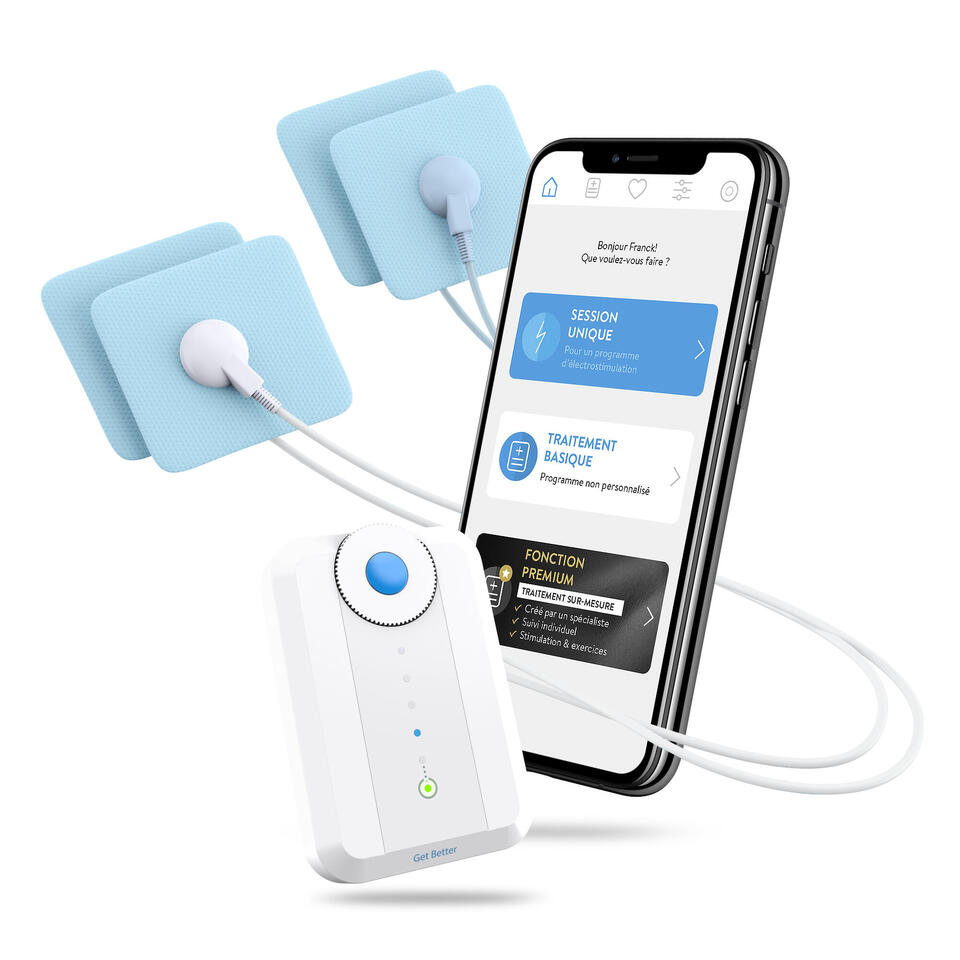 Bonjour Franck!
Que voulez-vous faire ?
SESSION
UNIQUE
Pour un programme
d'électrostimulation
TRAITEMENT
BASIQUE
Programme non personnalisé
FONCTION
PREMIUM
TRAITEMENT SUR-MESURE
✓ Créé par un spécialiste
✓ Suivi individuel
✓ Stimulation & exercices
Get Better